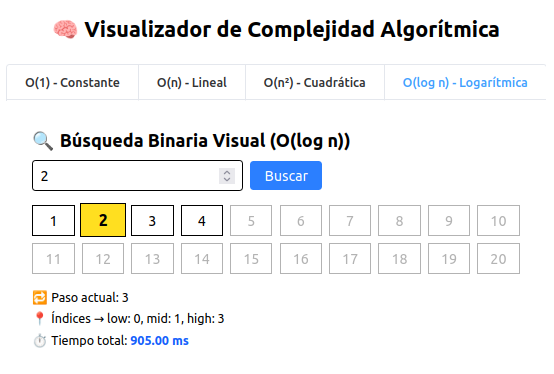 🧠 Visualizador de Complejidad Algorítmica
O(1) - Constante O(n) - Lineal O(n²) - Cuadrática O(log n) - Logarítmica
🔍 Búsqueda Binaria Visual (O(log n))
2 Buscar
1 2 3 4 5 6 7 8 9 10
11 12 13 14 15 16 17 18 19 20
🔁 Paso actual: 3
📍 Índices → low: 0, mid: 1, high: 3
⏱️ Tiempo total: 905.00 ms